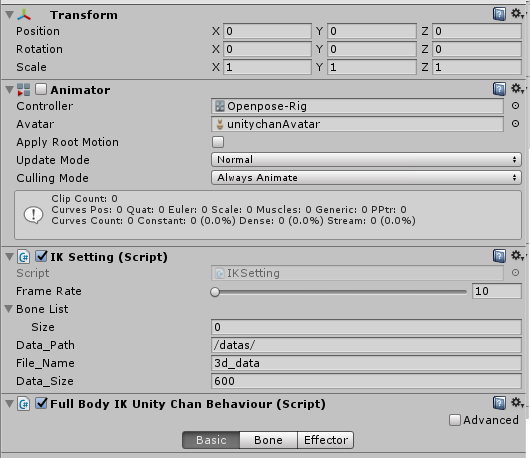 Transform
Position X 0 Y 0 Z 0
Rotation X 0 Y 0 Z 0
Scale X 1 Y 1 Z 1
Animator
Controller Openpose-Rig
Avatar unitychanAvatar
Apply Root Motion
Update Mode Normal
Culling Mode Always Animate
Clip Count: 0
Curves Pos: 0 Quat: 0 Euler: 0 Scale: 0 Muscles: 0 Generic: 0 PPtr: 0
Curves Count: 0 Constant: 0 (0.0%) Dense: 0 (0.0%) Stream: 0 (0.0%)
IK Setting (Script)
Script IKSetting
Frame Rate 10
Bone List
Size 0
Data_Path /datas/
File_Name 3d_data
Data_Size 600
Full Body IK Unity Chan Behaviour (Script)
Advanced
Basic Bone Effector